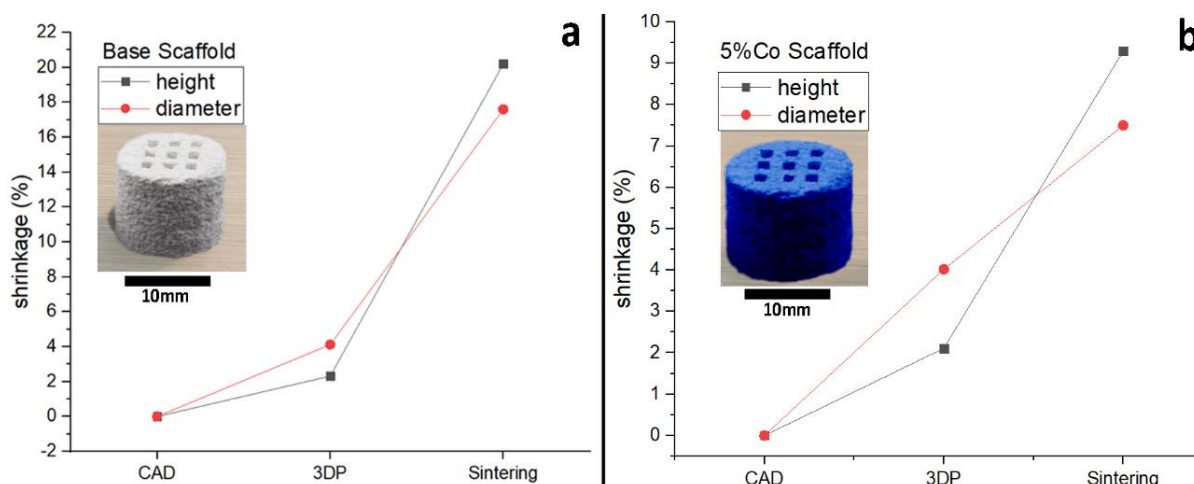 a
Base Scaffold
height
diameter
10mm
shrinkage (%)
22
20
18
16
14
12
10
8
6
4
2
0
-2
CAD
3DP
Sintering
b
5%Co Scaffold
height
diameter
10mm
shrinkage (%)
10
9
8
7
6
5
4
3
2
1
0
CAD
3DP
Sintering